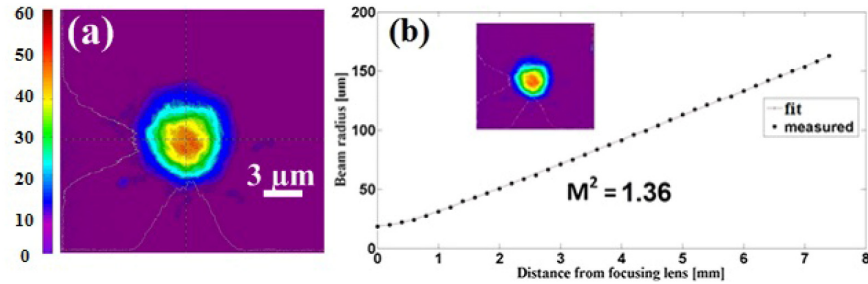 (a)
60
50
40
30
20
10
0
3 μm
(b)
Beam radius [um]
200
150
100
50
0
fit
measured
M² = 1.36
0 1 2 3 4 5 6 7 8
Distance from focusing lens [mm]